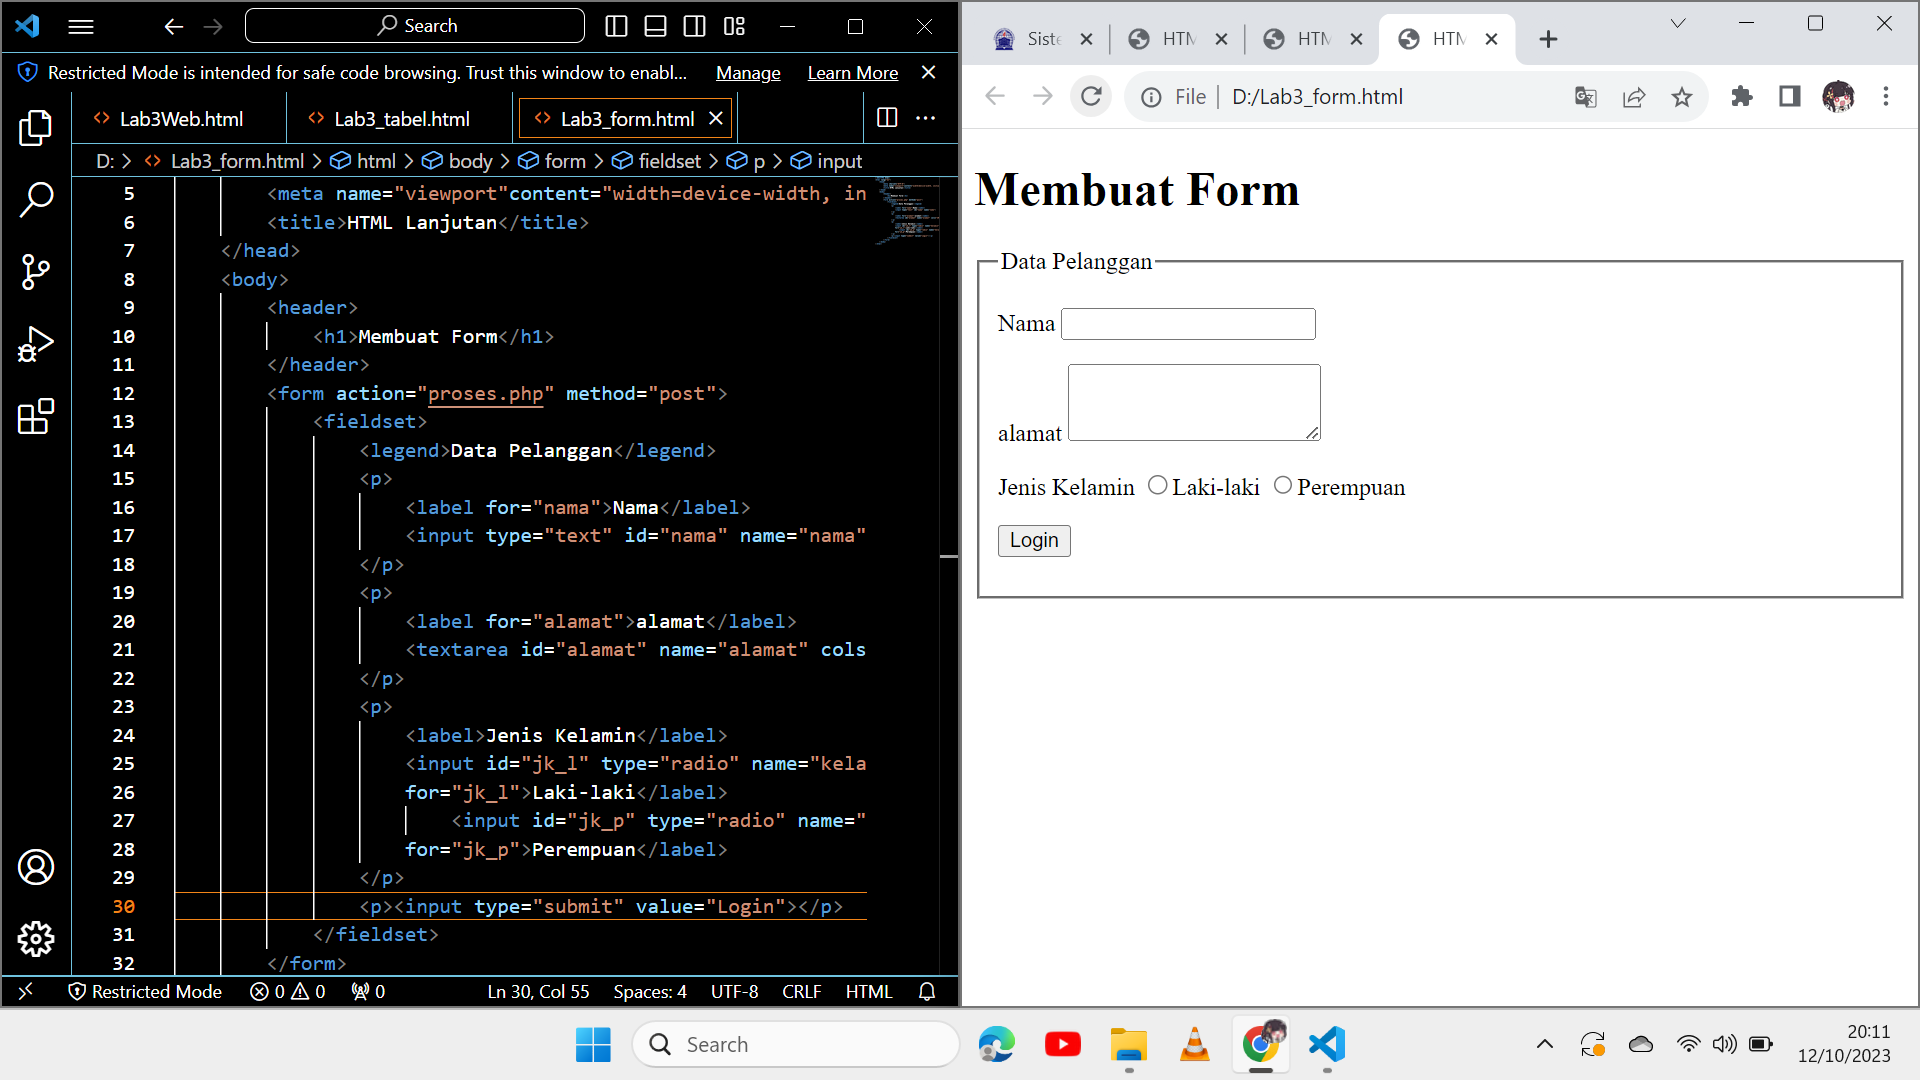 Search
Restricted Mode is intended for safe code browsing. Trust this window to enabl... Manage Learn More
Lab3Web.html Lab3_tabel.html Lab3_form.html
D: > Lab3_form.html > html > body > form > fieldset > p > input
5 <meta name="viewport"content="width=device-width, in
6 <title>HTML Lanjutan</title>
7 </head>
8 <body>
9 <header>
10 <h1>Membuat Form</h1>
11 </header>
12 <form action="proses.php" method="post">
13 <fieldset>
14 <legend>Data Pelanggan</legend>
15 <p>
16 <label for="nama">Nama</label>
17 <input type="text" id="nama" name="nama"
18 </p>
19 <p>
20 <label for="alamat">alamat</label>
21 <textarea id="alamat" name="alamat" cols
22 </p>
23 <p>
24 <label>Jenis Kelamin</label>
25 <input id="jk_l" type="radio" name="kela
26 for="jk_l">Laki-laki</label>
27 <input id="jk_p" type="radio" name="
28 for="jk_p">Perempuan</label>
29 </p>
30 <p><input type="submit" value="Login"></p>
31 </fieldset>
32 </form>
Restricted Mode 0 0 0 Ln 30, Col 55 Spaces: 4 UTF-8 CRLF HTML
Siste HTM HTM HTM
File D:/Lab3_form.html
Membuat Form
Data Pelanggan
Nama
alamat
Jenis Kelamin Laki-laki Perempuan
Login
Search
20:11
12/10/2023